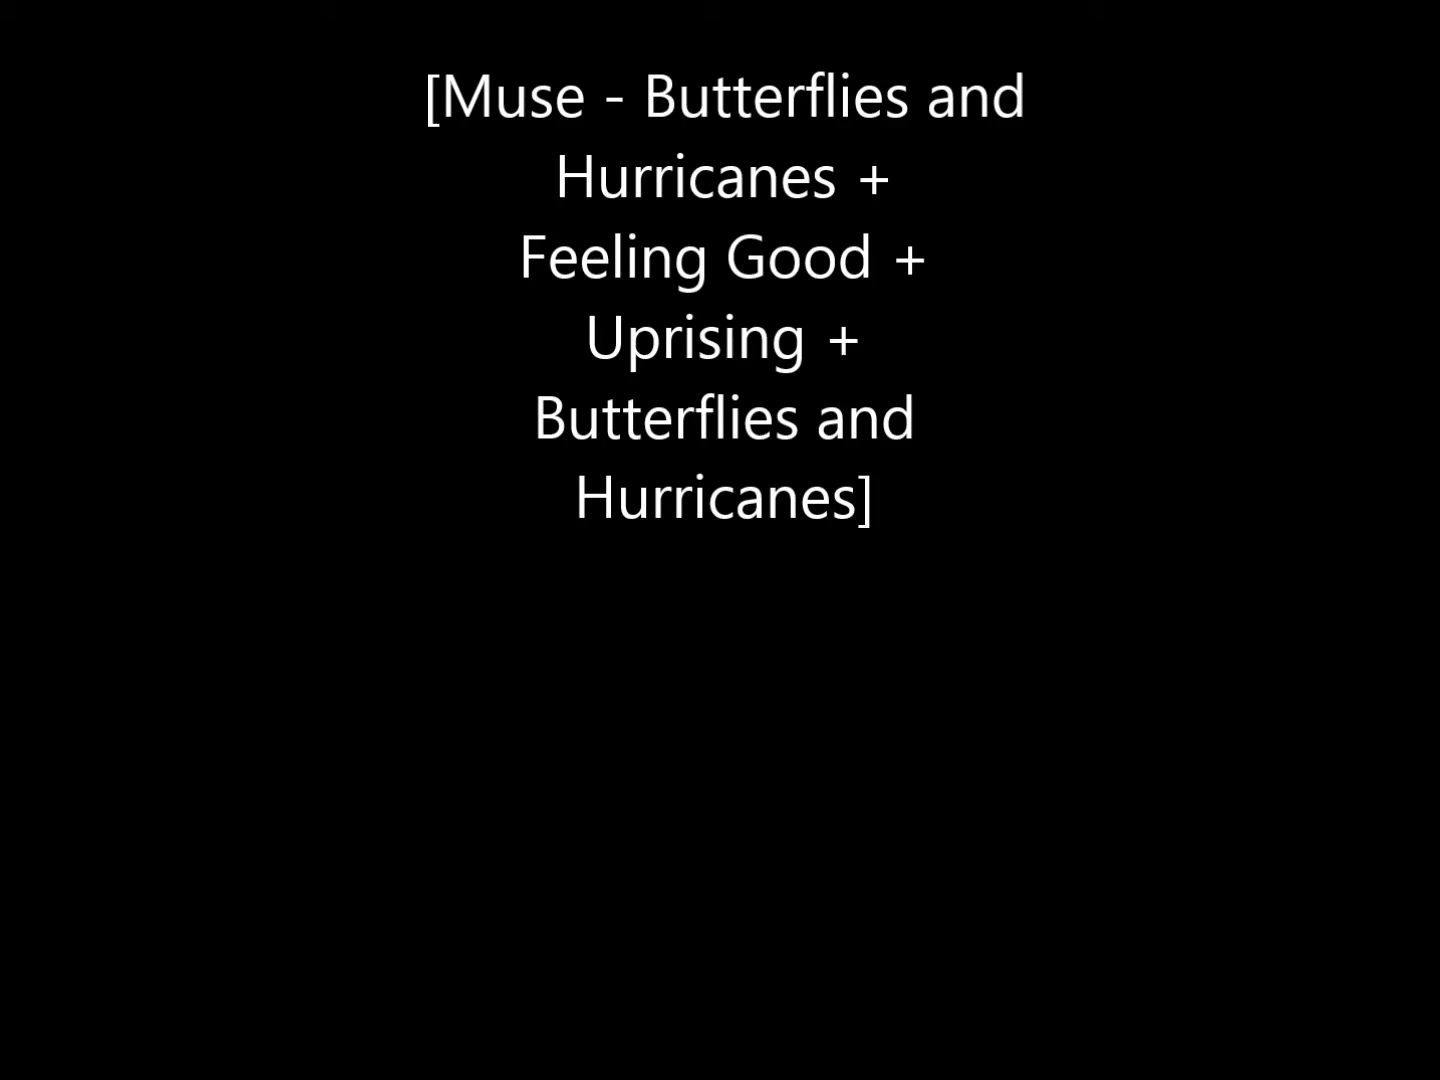 [Muse - Butterflies and
Hurricanes +
Feeling Good +
Uprising +
Butterflies and
Hurricanes]